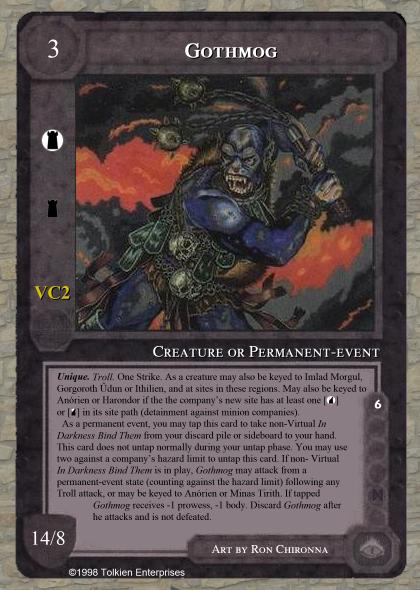 3
GOTHMOG
VC2
CREATURE OR PERMANENT-EVENT
Unique. Troll. One Strike. As a creature may also be keyed to Imlad Morgul,
Gorgoroth Údun or Ithilien, and at sites in these regions. May also be keyed to
Anórien or Harondor if the the company's new site has at least one []
or [] in its site path (detainment against minion companies).
As a permanent event, you may tap this card to take non-Virtual In
Darkness Bind Them from your discard pile or sideboard to your hand.
This card does not untap normally during your untap phase. You may use
two against a company's hazard limit to untap this card. If non- Virtual
In Darkness Bind Them is in play, Gothmog may attack from a
permanent-event state (counting against the hazard limit) following any
Troll attack, or may be keyed to Anórien or Minas Tirith. If tapped
Gothmog receives -1 prowess, -1 body. Discard Gothmog after
he attacks and is not defeated.
6
N
14/8
ART BY RON CHIRONNA
©1998 Tolkien Enterprises